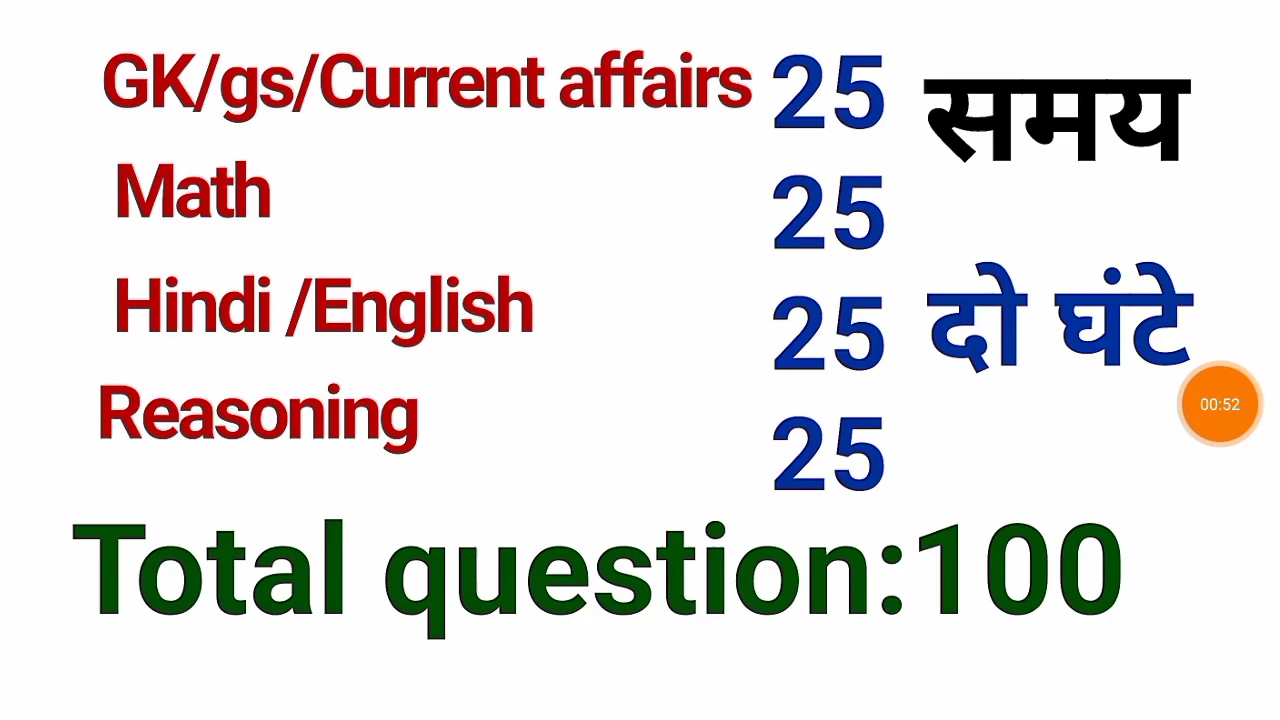 GK/gs/Current affairs 25 समय
Math 25
Hindi /English 25 दो घंटे
Reasoning 25
00:52
Total question:100